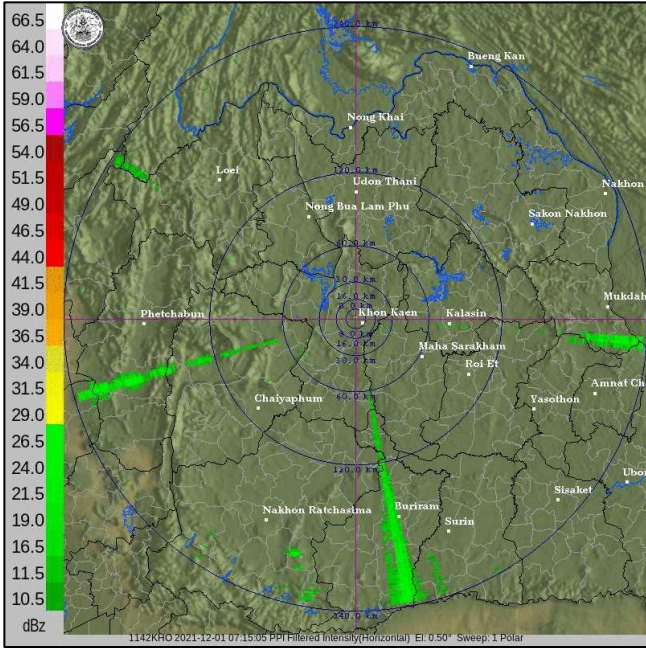 66.5
64.0
61.5
59.0
56.5
54.0
51.5
49.0
46.5
44.0
41.5
39.0
36.5
34.0
31.5
29.0
26.5
24.0
21.5
19.0
16.5
11.5
10.5
dBz
Bueng Kan
Nong Khai
Loei
Udon Thani
Nakhon
Nong Bua Lam Phu
Sakon Nakhon
30.0 km
16.0 km
Mukdah
Phetchabun
Khon Kaen
Kalasin
16.0 km
Maha Sarakham
30.0 km
Roi Et
Amnat Ch
60.0 km
Chaiyaphum
Yasothon
120.0 km
Ubor
Sisaket
Nakhon Ratchasima
Buriram
Surin
1142KHO 2021-12-01 07:15:05 PPI Filtered Intensity(Horizontal) El: 0.50° Sweep: 1 Polar